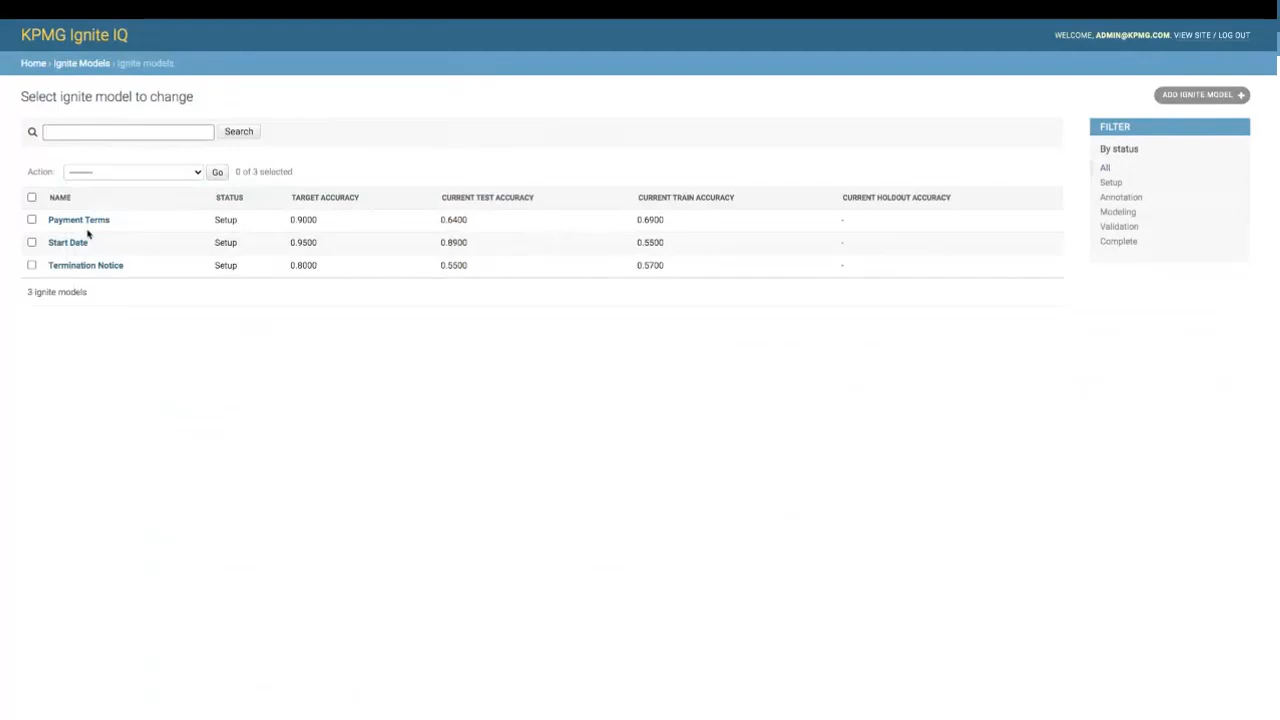 KPMG Ignite IQ
WELCOME, ADMIN@KPMG.COM. VIEW SITE / LOG OUT
Home › Ignite Models › Ignite models
Select ignite model to change
ADD IGNITE MODEL +
Search
Action: --------- Go 0 of 3 selected
NAME STATUS TARGET ACCURACY CURRENT TEST ACCURACY CURRENT TRAIN ACCURACY CURRENT HOLDOUT ACCURACY
Payment Terms Setup 0.9000 0.6400 0.6900 -
Start Date Setup 0.9500 0.8900 0.5500 -
Termination Notice Setup 0.8000 0.5500 0.5700 -
3 ignite models
FILTER
By status
All
Setup
Annotation
Modeling
Validation
Complete